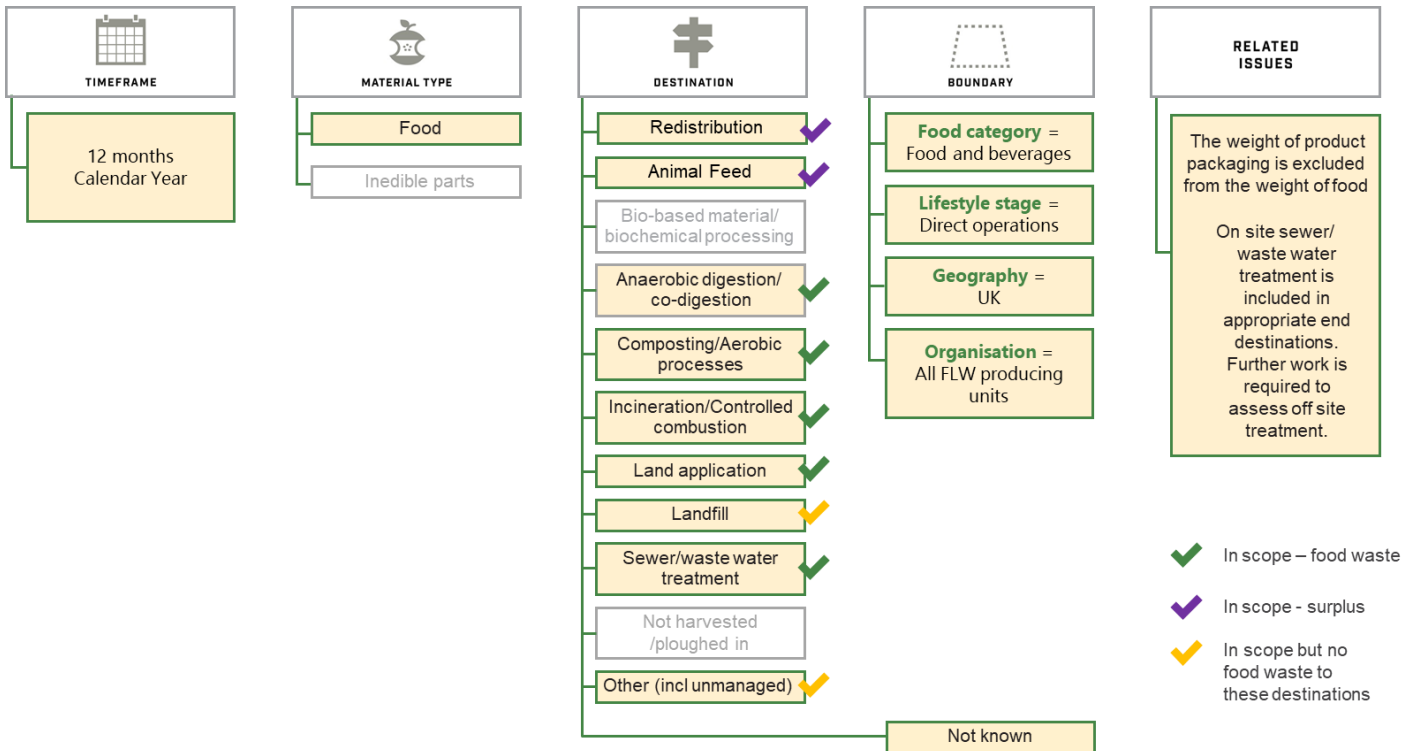 TIMEFRAME
12 months
Calendar Year
MATERIAL TYPE
Food
Inedible parts
DESTINATION
Redistribution
Animal Feed
Bio-based material/
biochemical processing
Anaerobic digestion/
co-digestion
Composting/Aerobic
processes
Incineration/Controlled
combustion
Land application
Landfill
Sewer/waste water
treatment
Not harvested
/ploughed in
Other (incl unmanaged)
Not known
BOUNDARY
Food category =
Food and beverages
Lifestyle stage =
Direct operations
Geography =
UK
Organisation =
All FLW producing
units
RELATED
ISSUES
The weight of product
packaging is excluded
from the weight of food
On site sewer/
waste water
treatment is
included in
appropriate end
destinations.
Further work is
required to
assess off site
treatment.
In scope – food waste
In scope - surplus
In scope but no
food waste to
these destinations